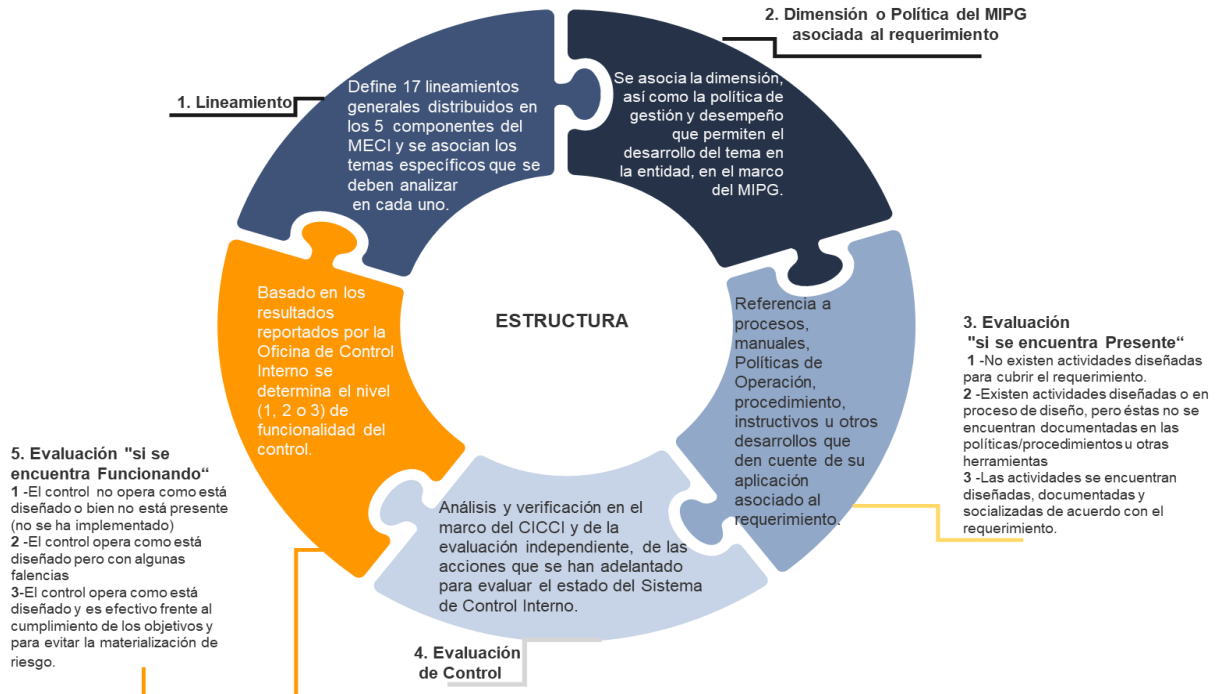 1. Lineamiento
Define 17 lineamientos
generales distribuidos en
los 5 componentes del
MECI y se asocian los
temas específicos que se
deben analizar
en cada uno.
2. Dimensión o Política del MIPG
asociada al requerimiento
Se asocia la dimensión,
así como la política de
gestión y desempeño
que permiten el
desarrollo del tema en
la entidad, en el marco
del MIPG.
ESTRUCTURA
Referencia a
procesos,
manuales,
Políticas de
Operación,
procedimiento,
instructivos u otros
desarrollos que
den cuente de su
aplicación
asociado al
requerimiento.
3. Evaluación
"si se encuentra Presente“
1 -No existen actividades diseñadas
para cubrir el requerimiento.
2 -Existen actividades diseñadas o en
proceso de diseño, pero éstas no se
encuentran documentadas en las
políticas/procedimientos u otras
herramientas
3 -Las actividades se encuentran
diseñadas, documentadas y
socializadas de acuerdo con el
requerimiento.
Análisis y verificación en el
marco del CICCI y de la
evaluación independiente, de las
acciones que se han adelantado
para evaluar el estado del Sistema
de Control Interno.
4. Evaluación
de Control
Basado en los
resultados
reportados por la
Oficina de Control
Interno se
determina el nivel
(1, 2 o 3) de
funcionalidad del
control.
5. Evaluación "si se
encuentra Funcionando“
1 -El control no opera como está
diseñado o bien no está presente
(no se ha implementado)
2 -El control opera como está
diseñado pero con algunas
falencias
3-El control opera como está
diseñado y es efectivo frente al
cumplimiento de los objetivos y
para evitar la materialización de
riesgo.